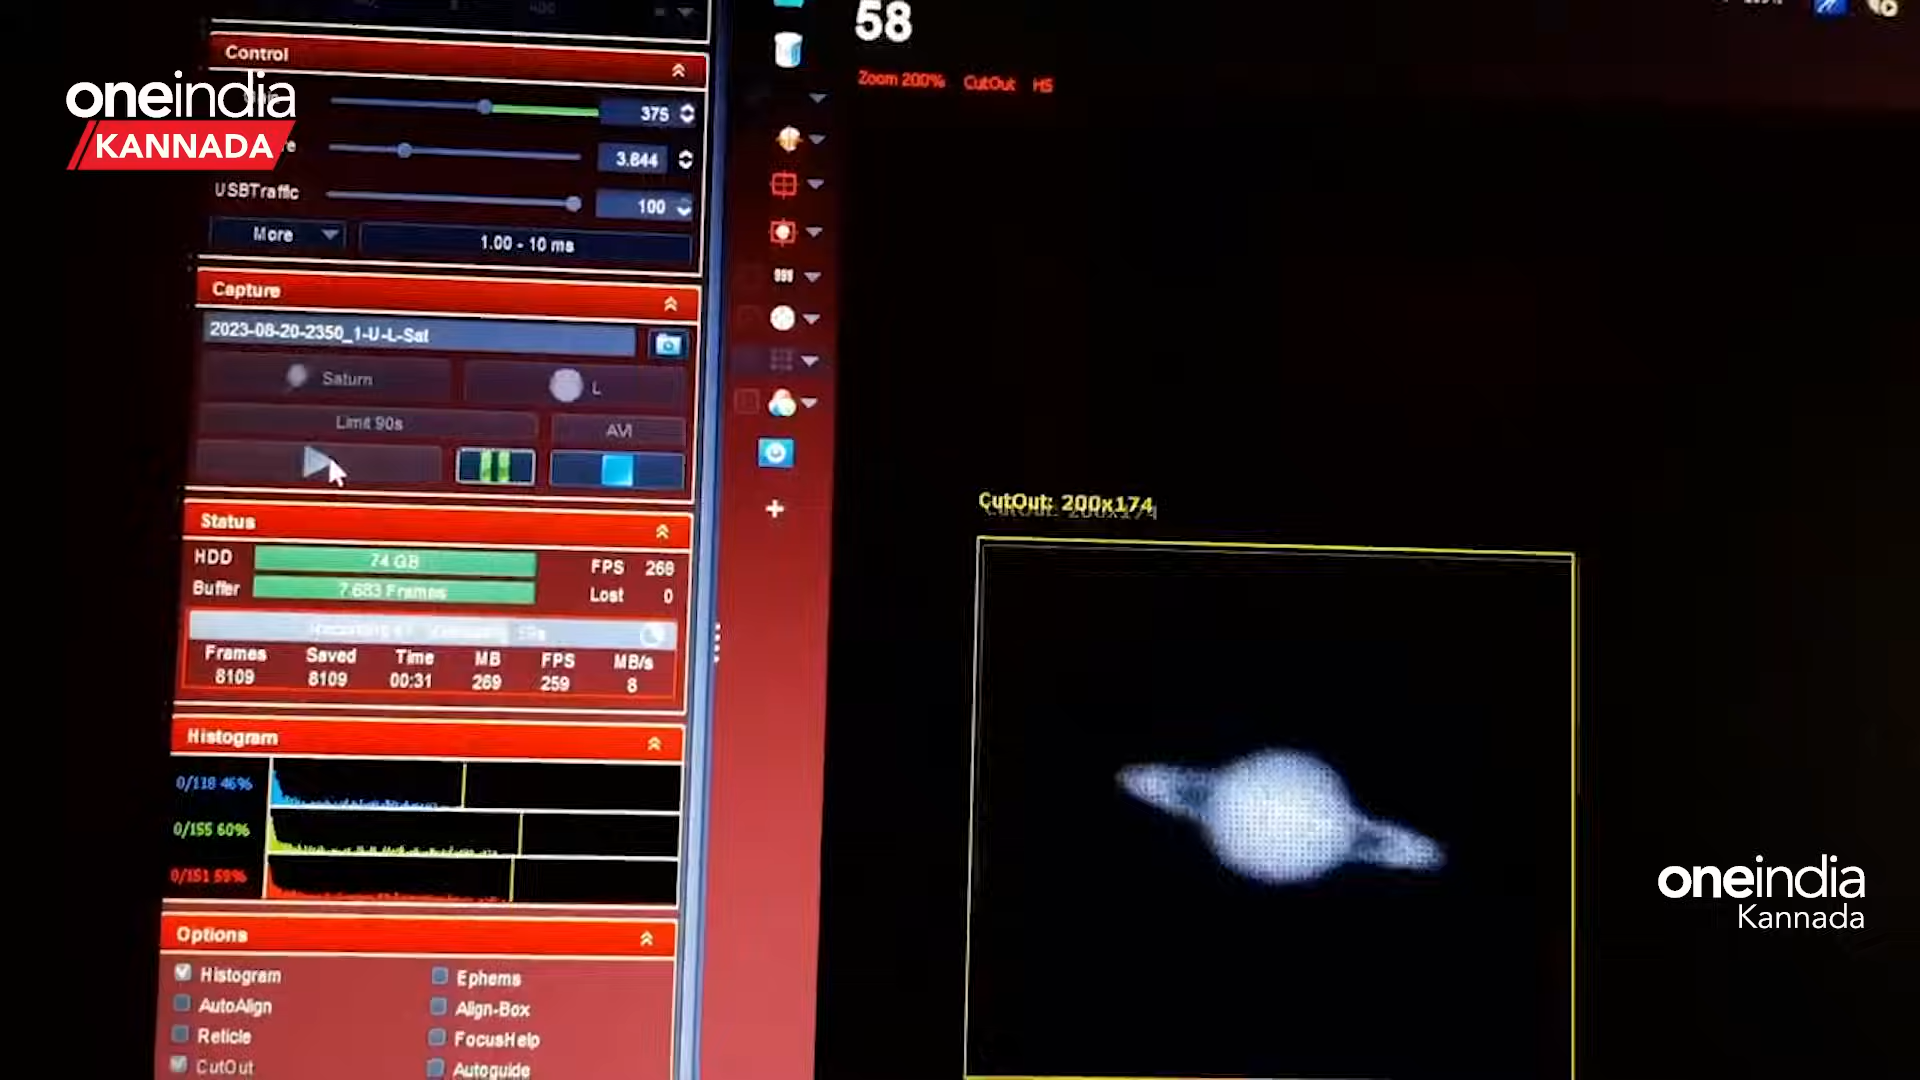 58
Zoom 200% CutOut HS
Control
oneindia
KANNADA
375
3.844
USBTraffic
100
More
1.00 - 10 ms
Capture
2023-08-20-2350_1-U-L-Sat
Saturn
L
Limit 90s
AVI
CutOut: 200x174
Status
HDD 74 GB FPS 268
Buffer 7.683 Frames Lost 0
Frames Saved Time MB FPS MB/s
8109 8109 00:31 269 259 8
Histogram
0/118 46%
0/155 60%
0/151 59%
oneindia
Kannada
Options
Histogram
Ephems
AutoAlign
Align-Box
Reticle
FocusHelp
CutOut
Autoguide